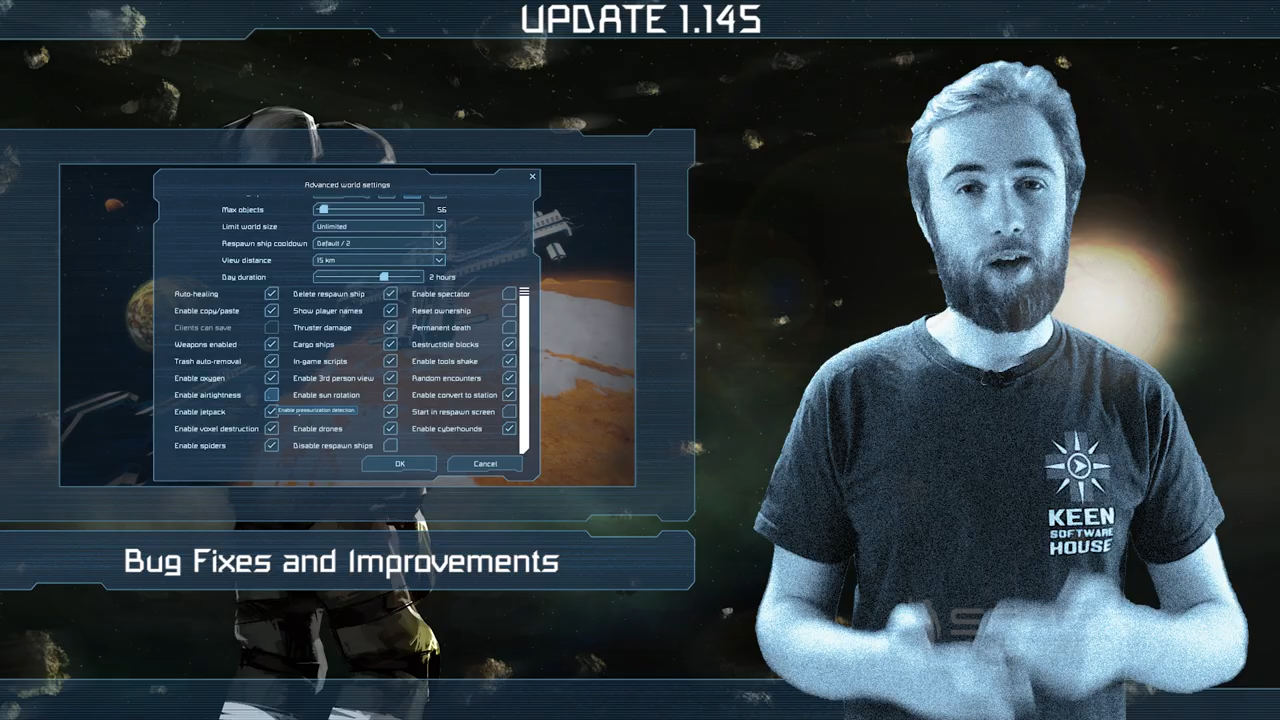 UPDATE 1.145
Advanced world settings
Max objects 56
Limit world size Unlimited
Respawn ship cooldown Default / 2
View distance 15 km
Day duration 2 hours
Auto-healing Delete respawn ship Enable spectator
Enable copy/paste Show player names Reset ownership
Clients can save Thruster damage Permanent death
Weapons enabled Cargo ships Destructible blocks
Trash auto-removal In-game scripts Enable tools shake
Enable oxygen Enable 3rd person view Random encounters
Enable airtightness Enable sun rotation Enable convert to station
Enable jetpack Enable pressurization detection. Start in respawn screen
Enable voxel destruction Enable drones Enable cyberhounds
Enable spiders Disable respawn ships
OK Cancel
Bug Fixes and Improvements
KEEN
SOFTWARE
HOUSE